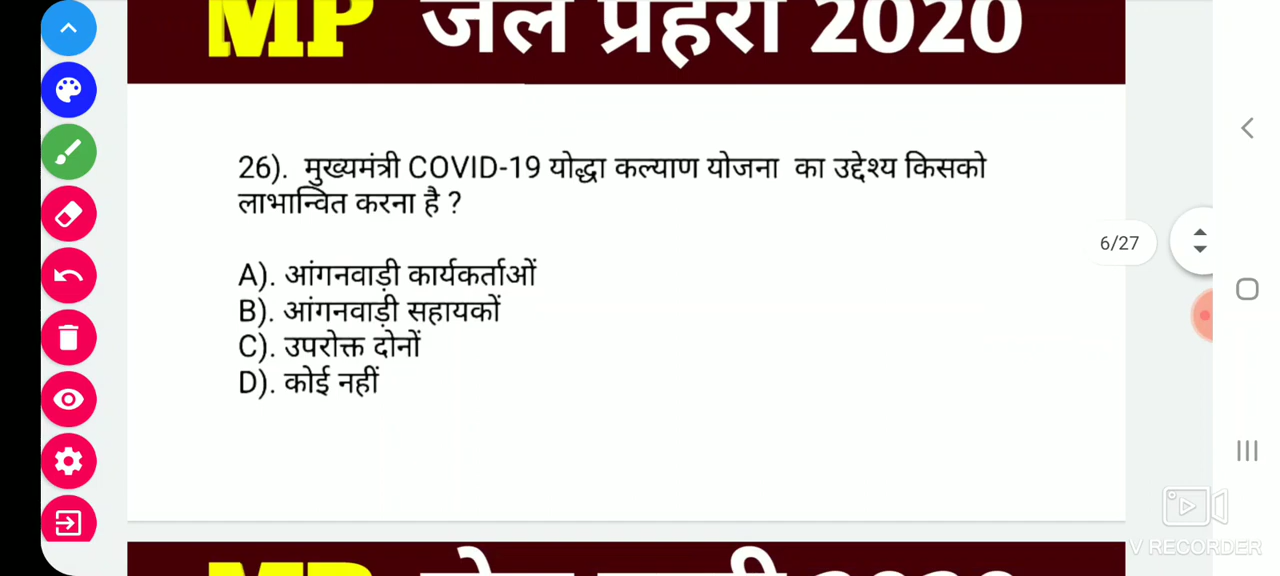 MP जेल प्रहरी 2020
26). मुख्यमंत्री COVID-19 योद्धा कल्याण योजना का उद्देश्य किसको
लाभान्वित करना है ?
6/27
A). आंगनवाड़ी कार्यकर्ताओं
B). आंगनवाड़ी सहायकों
C). उपरोक्त दोनों
D). कोई नहीं
V RECORDER